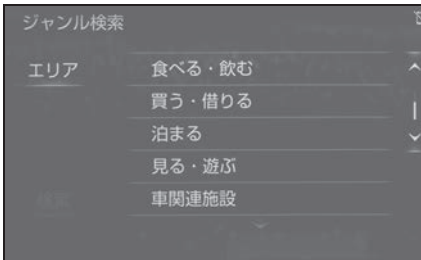 ジャンル検索
エリア
食べる・飲む
買う・借りる
泊まる
見る・遊ぶ
車関連施設